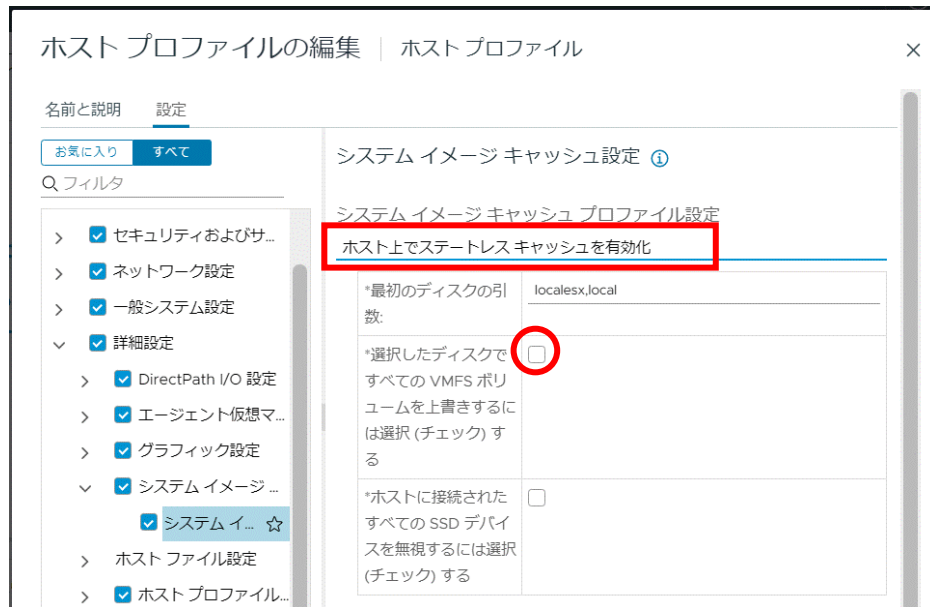 ホスト プロファイルの編集 | ホスト プロファイル
名前と説明 設定
お気に入り すべて
フィルタ
セキュリティおよびサ...
ネットワーク設定
一般システム設定
詳細設定
DirectPath I/O 設定
エージェント仮想マ...
グラフィック設定
システム イメージ ...
システム イ...
ホスト ファイル設定
ホスト プロファイル...
システム イメージ キャッシュ設定
システム イメージ キャッシュ プロファイル設定
ホスト上でステートレス キャッシュを有効化
*最初のディスクの引
数:
localesx,local
*選択したディスクで
すべての VMFS ボリ
ュームを上書きするに
は選択 (チェック) す
る
*ホストに接続された
すべての SSD デバイ
スを無視するには選択
(チェック) する